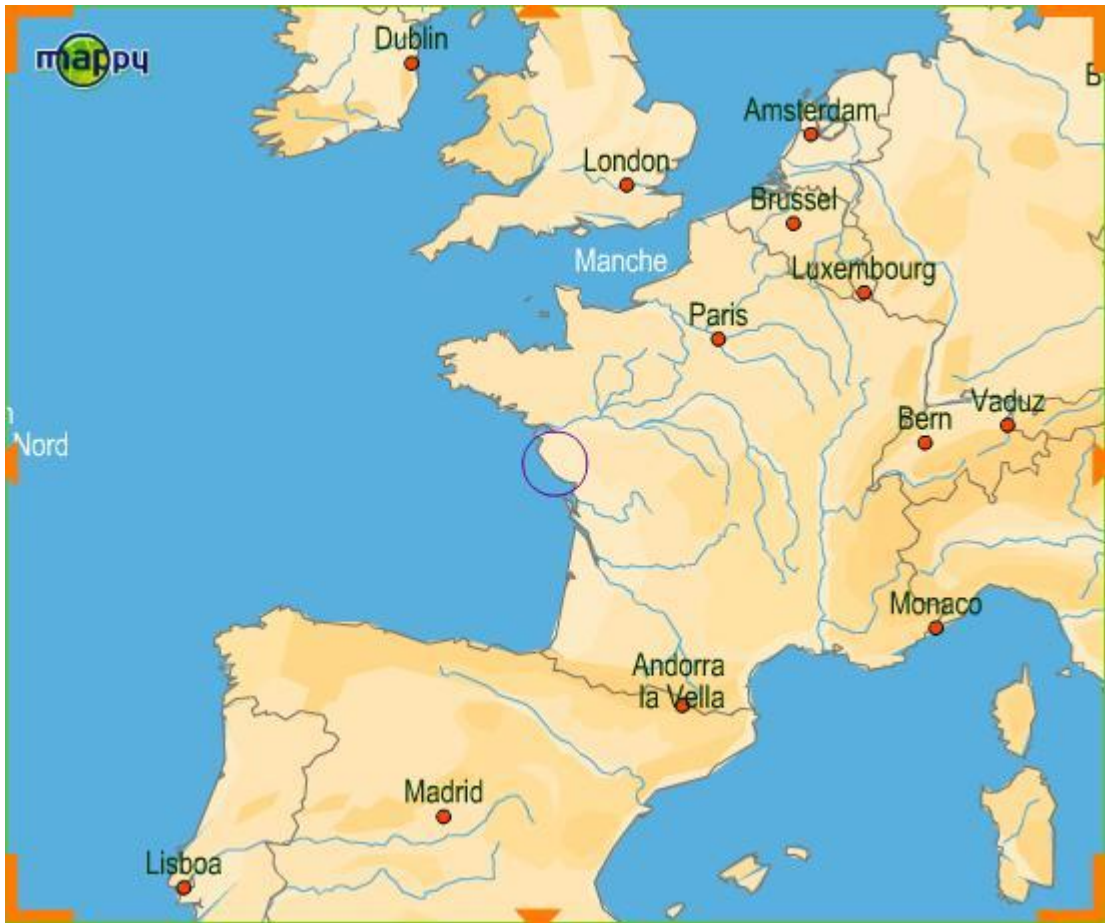 Dublin
mappy
B
Amsterdam
London
Brussel
Manche
Luxembourg
Paris
Vaduz
Bern
n
Nord
Monaco
Andorra
la Vella
Madrid
Lisboa